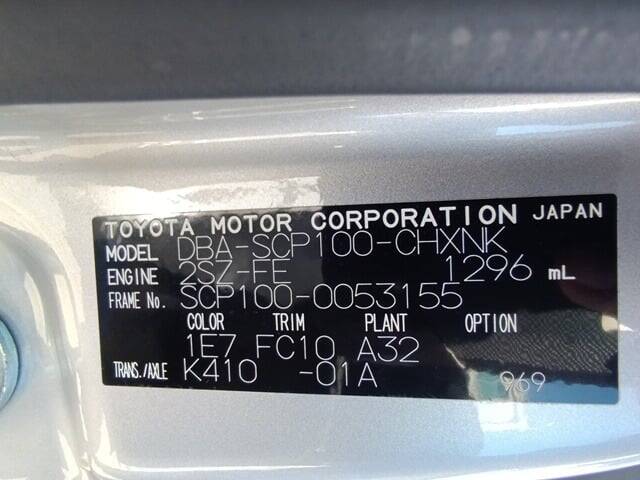 TOYOTA MOTOR CORPORATION JAPAN
MODEL DBA-SCP100-CHXNK
ENGINE 2SZ-FE 1296 mL
FRAME No. SCP100-0053155
COLOR TRIM PLANT OPTION
1E7 FC10 A32
TRANS./AXLE K410 -01A 969